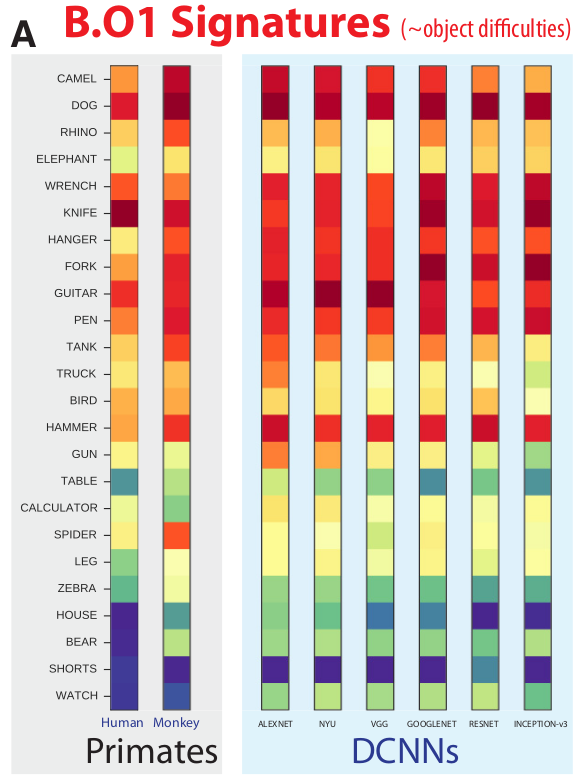 A
B.O1 Signatures (~object difficulties)
CAMEL
DOG
RHINO
ELEPHANT
WRENCH
KNIFE
HANGER
FORK
GUITAR
PEN
TANK
TRUCK
BIRD
HAMMER
GUN
TABLE
CALCULATOR
SPIDER
LEG
ZEBRA
HOUSE
BEAR
SHORTS
WATCH
Human Monkey
ALEXNET NYU VGG GOOGLENET RESNET INCEPTION-v3
Primates
DCNNs